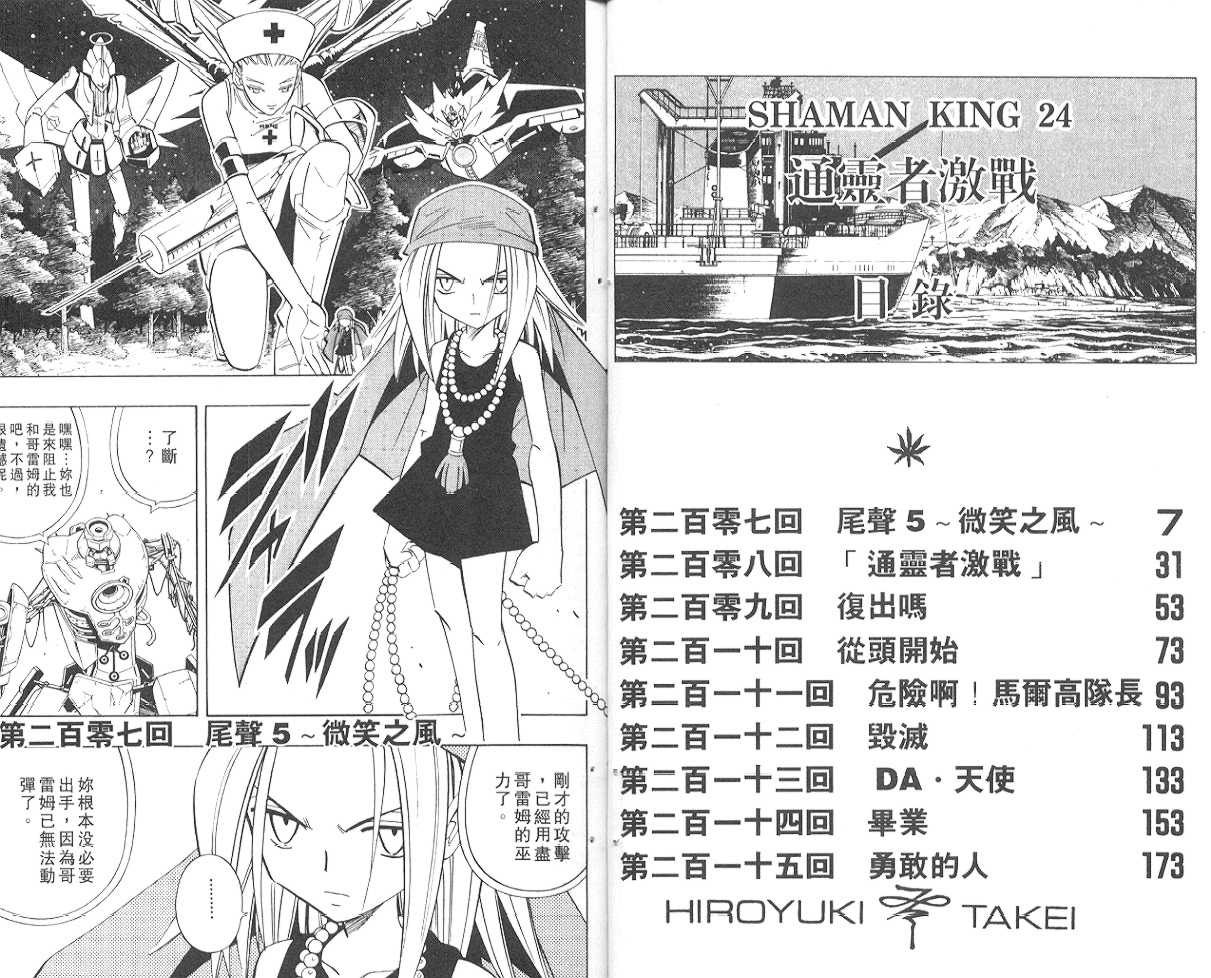 SHAMAN KING 24
通靈者激戰
目錄
第二百零七回 尾聲5~微笑之風~ 7
第二百零八回 「通靈者激戰」 31
第二百零九回 復出嗎 53
第二百一十回 從頭開始 73
第二百一十一回 危險啊！馬爾高隊長 93
第二百一十二回 毀滅 113
第二百一十三回 DA·天使 133
第二百一十四回 畢業 153
第二百一十五回 勇敢的人 173
HIROYUKI TAKEI
了斷
…？
嘿嘿…妳也
是來阻止我
和哥雷姆的
吧，不過，
很遺憾呢。
第二百零七回 尾聲5~微笑之風~
剛才的攻擊
，已經用盡
哥雷姆的巫
力了。
………
妳根本没必要
出手，因為哥
雷姆已無法動
彈了。